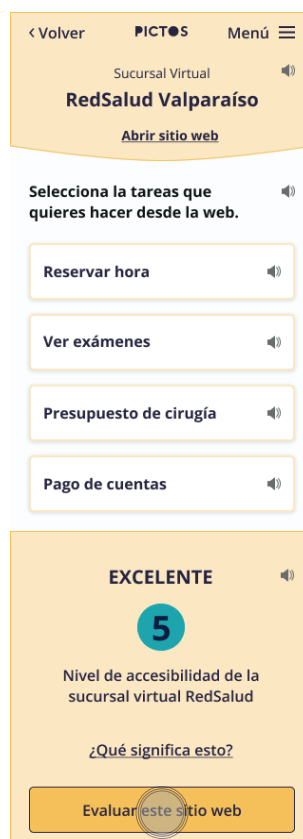 < Volver PICTOS Menú
Sucursal Virtual
RedSalud Valparaíso
Abrir sitio web
Selecciona la tareas que
quieres hacer desde la web.
Reservar hora
Ver exámenes
Presupuesto de cirugía
Pago de cuentas
EXCELENTE
5
Nivel de accesibilidad de la
sucursal virtual RedSalud
¿Qué significa esto?
Evaluar este sitio web